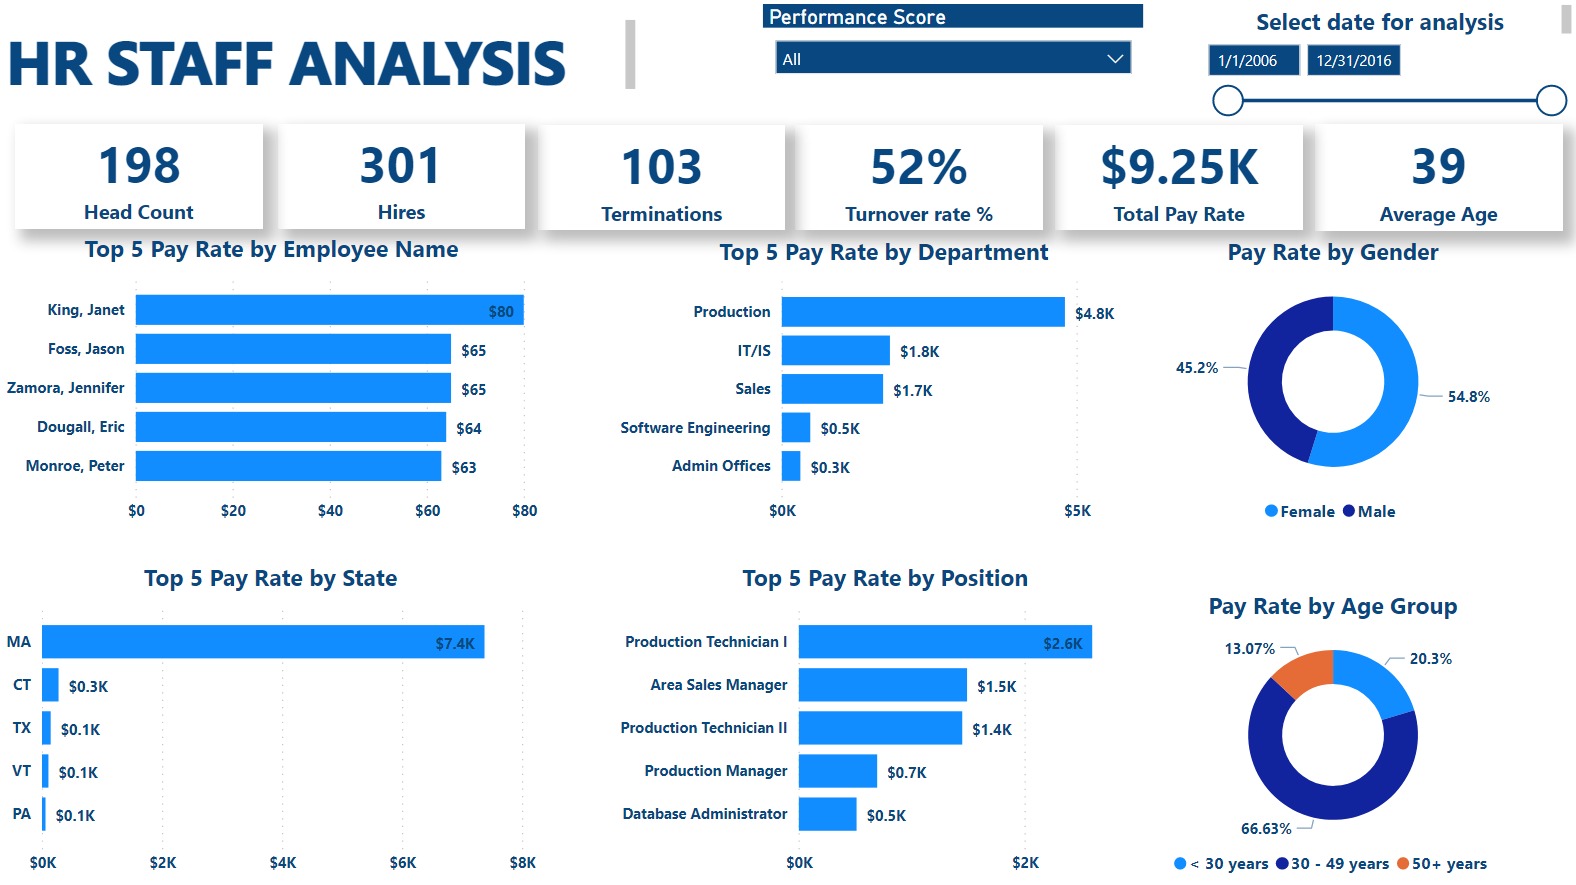 HR STAFF ANALYSIS
Performance Score
All
Select date for analysis
1/1/2006 12/31/2016
198
Head Count
301
Hires
103
Terminations
52%
Turnover rate %
$9.25K
Total Pay Rate
39
Average Age
Top 5 Pay Rate by Employee Name
King, Janet $80
Foss, Jason $65
Zamora, Jennifer $65
Dougall, Eric $64
Monroe, Peter $63
$0 $20 $40 $60 $80
Top 5 Pay Rate by Department
Production $4.8K
IT/IS $1.8K
Sales $1.7K
Software Engineering $0.5K
Admin Offices $0.3K
$0K $5K
Pay Rate by Gender
45.2%
54.8%
Female Male
Top 5 Pay Rate by State
MA $7.4K
CT $0.3K
TX $0.1K
VT $0.1K
PA $0.1K
$0K $2K $4K $6K $8K
Top 5 Pay Rate by Position
Production Technician I $2.6K
Area Sales Manager $1.5K
Production Technician II $1.4K
Production Manager $0.7K
Database Administrator $0.5K
$0K $2K
Pay Rate by Age Group
13.07%
20.3%
66.63%
< 30 years 30 - 49 years 50+ years